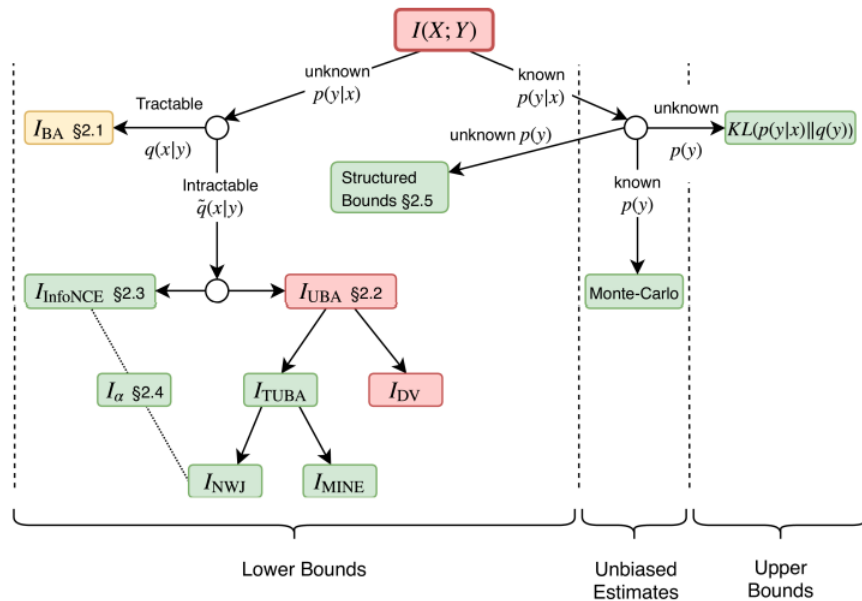 I(X; Y)
unknown
p(y|x)
known
p(y|x)
Tractable
q(x|y)
I_BA §2.1
unknown p(y)
unknown
p(y)
KL(p(y|x)||q(y))
Intractable
q̃(x|y)
Structured
Bounds §2.5
known
p(y)
I_InfoNCE §2.3
I_UBA §2.2
Monte-Carlo
I_α §2.4
I_TUBA
I_DV
I_NWJ
I_MINE
Lower Bounds
Unbiased
Estimates
Upper
Bounds